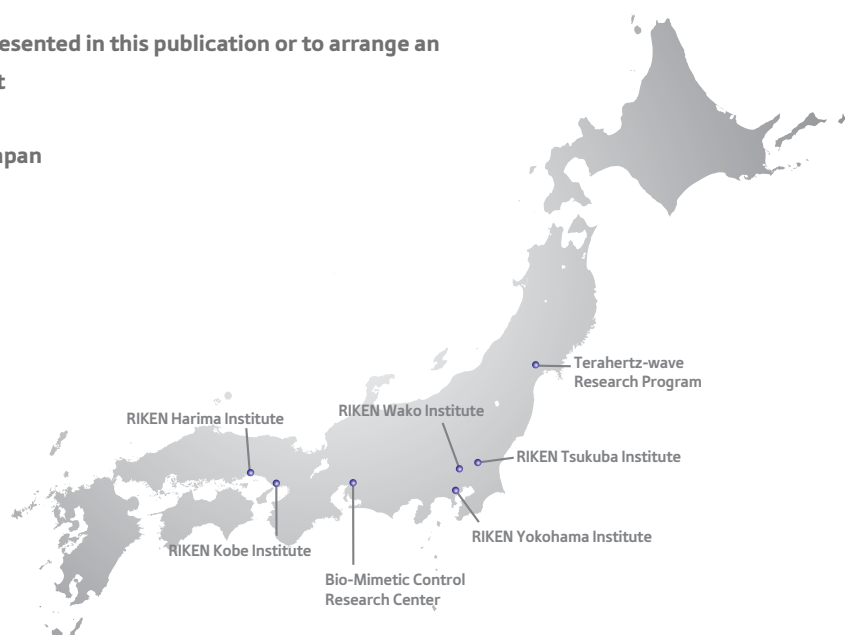 esented in this publication or to arrange an
t
apan
Terahertz-wave
Research Program
RIKEN Wako Institute
RIKEN Harima Institute
RIKEN Tsukuba Institute
RIKEN Yokohama Institute
RIKEN Kobe Institute
Bio-Mimetic Control
Research Center